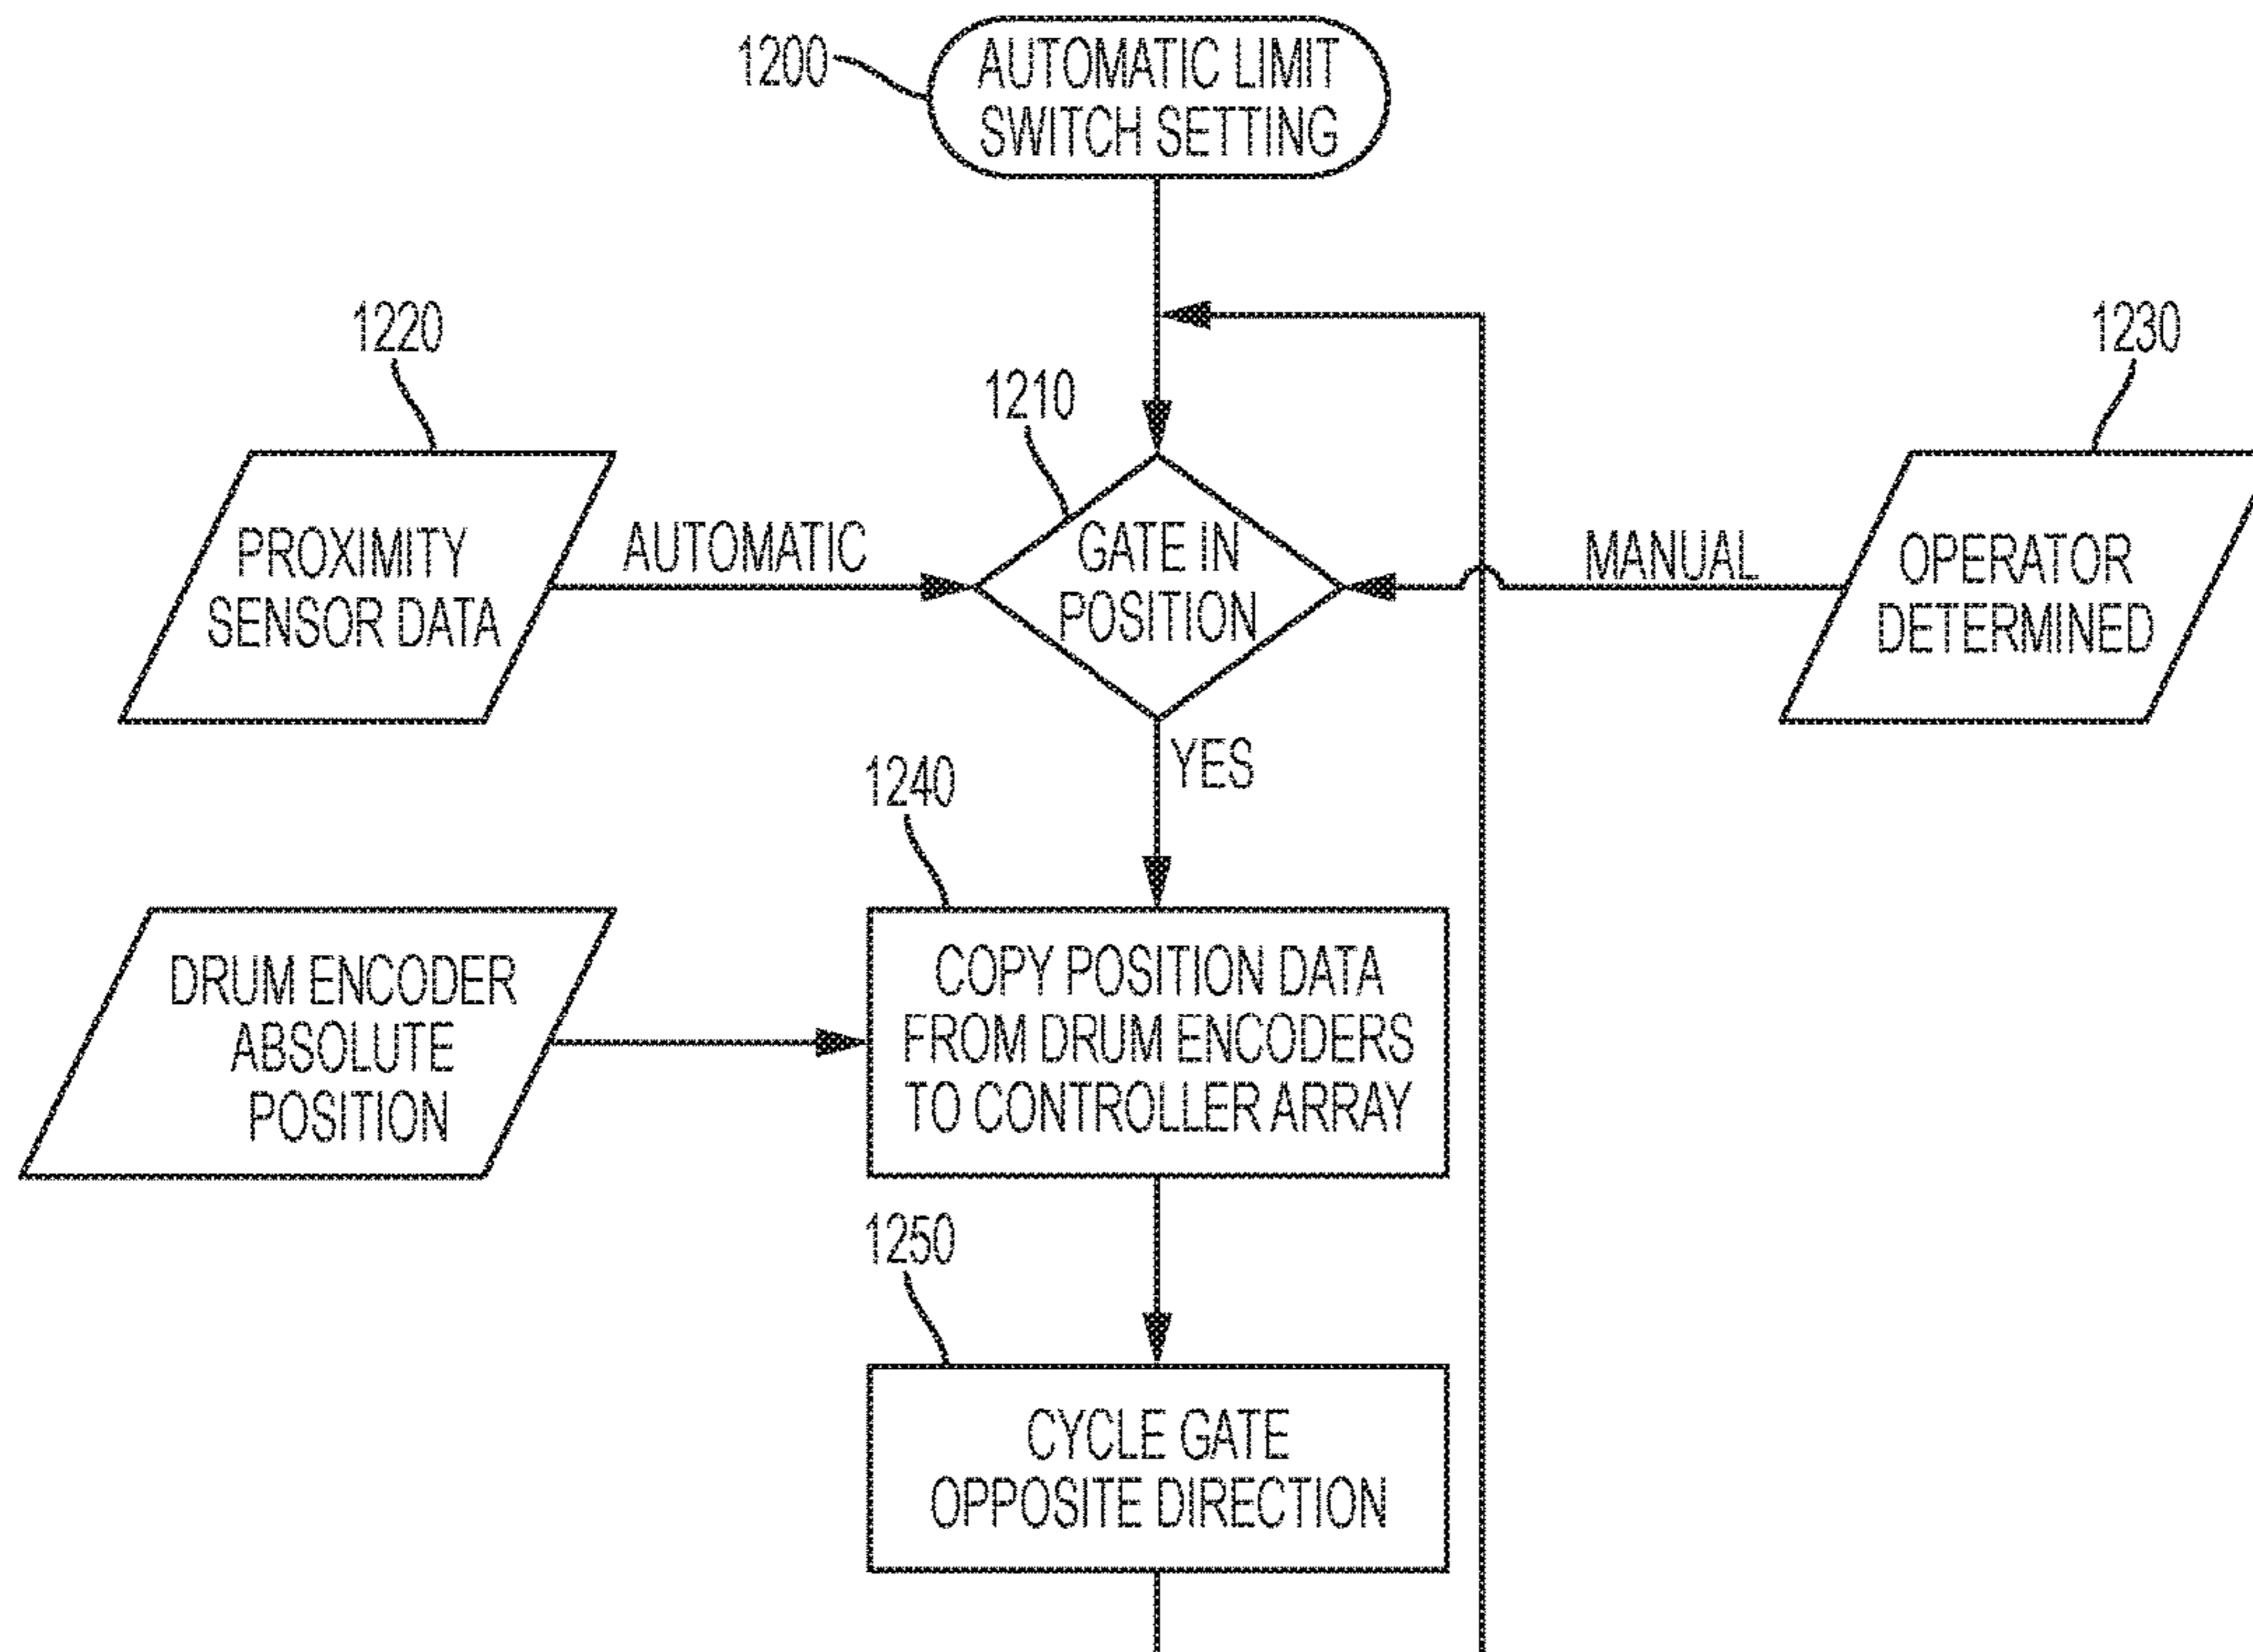 1200
AUTOMATIC LIMIT
SWITCH SETTING
1220
1230
1210
PROXIMITY
SENSOR DATA
AUTOMATIC
GATE IN
POSITION
MANUAL
OPERATOR
DETERMINED
YES
1240
DRUM ENCODER
ABSOLUTE
POSITION
COPY POSITION DATA
FROM DRUM ENCODERS
TO CONTROLLER ARRAY
1250
CYCLE GATE
OPPOSITE DIRECTION